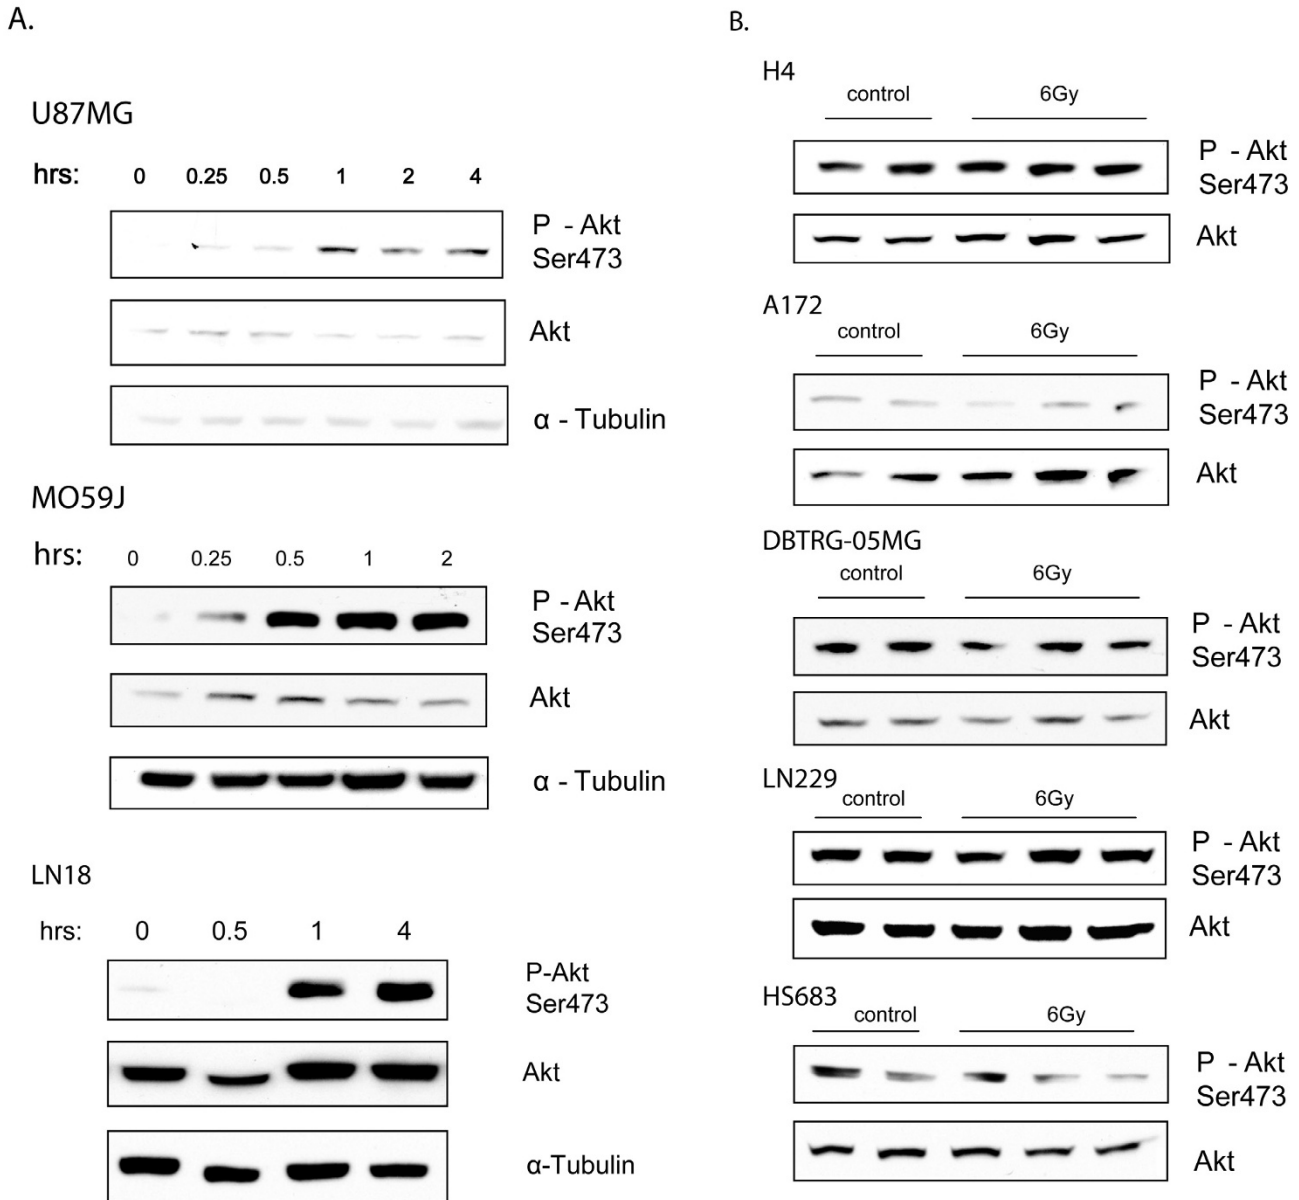 A.
U87MG
hrs: 0 0.25 0.5 1 2 4
P - Akt
Ser473
Akt
α - Tubulin
MO59J
hrs: 0 0.25 0.5 1 2
P - Akt
Ser473
Akt
α - Tubulin
LN18
hrs: 0 0.5 1 4
P-Akt
Ser473
Akt
α-Tubulin
B.
H4
control 6Gy
P - Akt
Ser473
Akt
A172
control 6Gy
P - Akt
Ser473
Akt
DBTRG-05MG
control 6Gy
P - Akt
Ser473
Akt
LN229
control 6Gy
P - Akt
Ser473
Akt
HS683
control 6Gy
P - Akt
Ser473
Akt